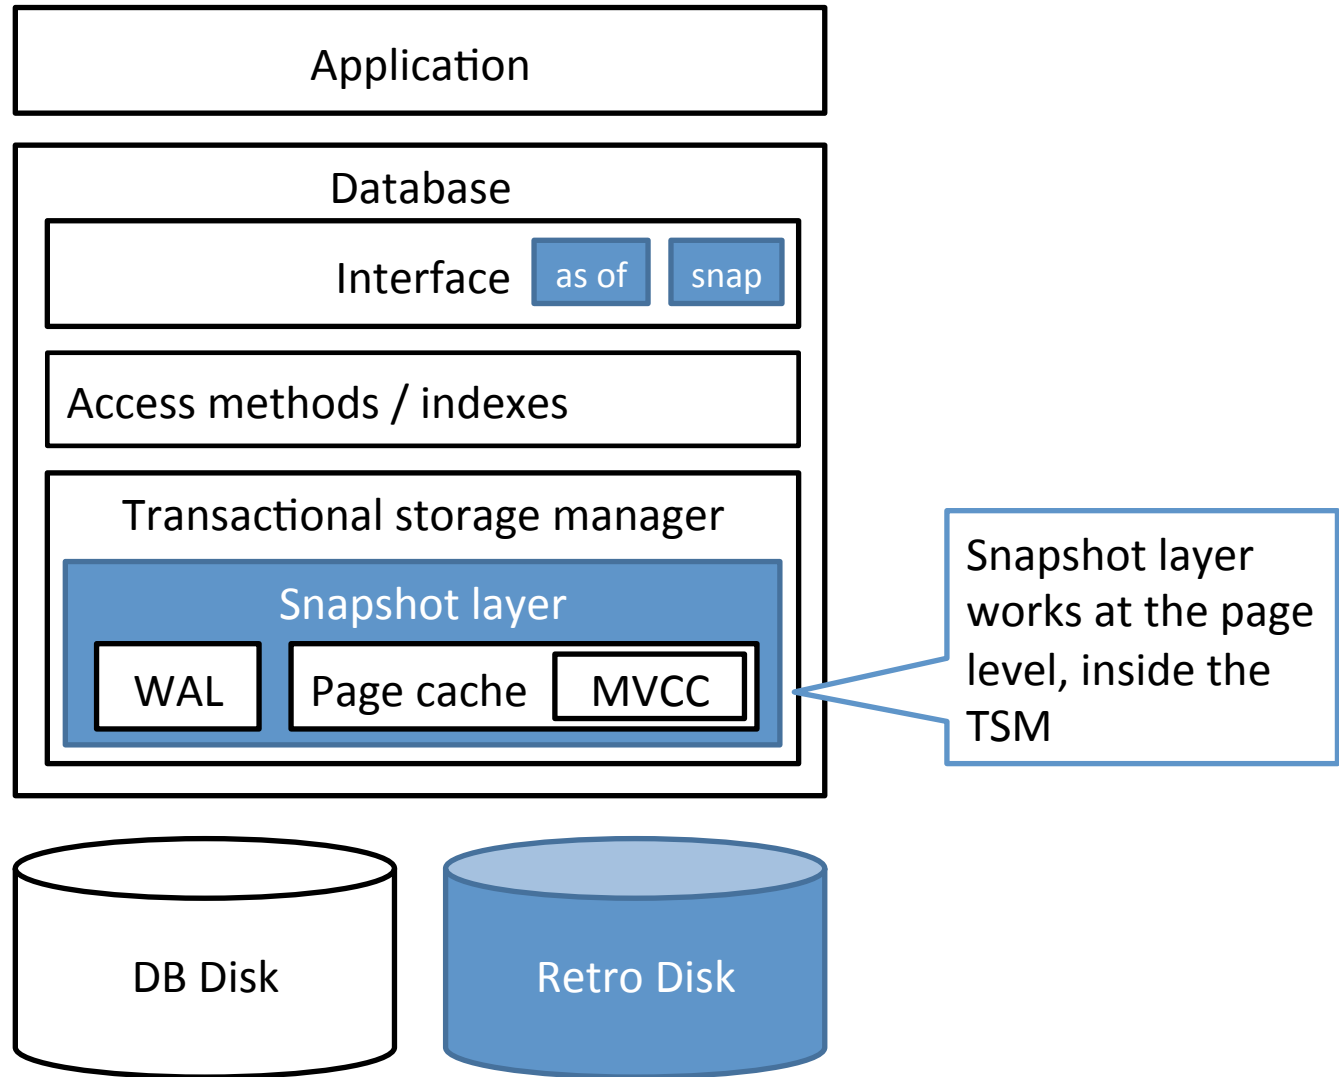 Application
Database
Interface
as of
snap
Access methods / indexes
Transactional storage manager
Snapshot layer
WAL
Page cache
MVCC
Snapshot layer
works at the page
level, inside the
TSM
DB Disk
Retro Disk